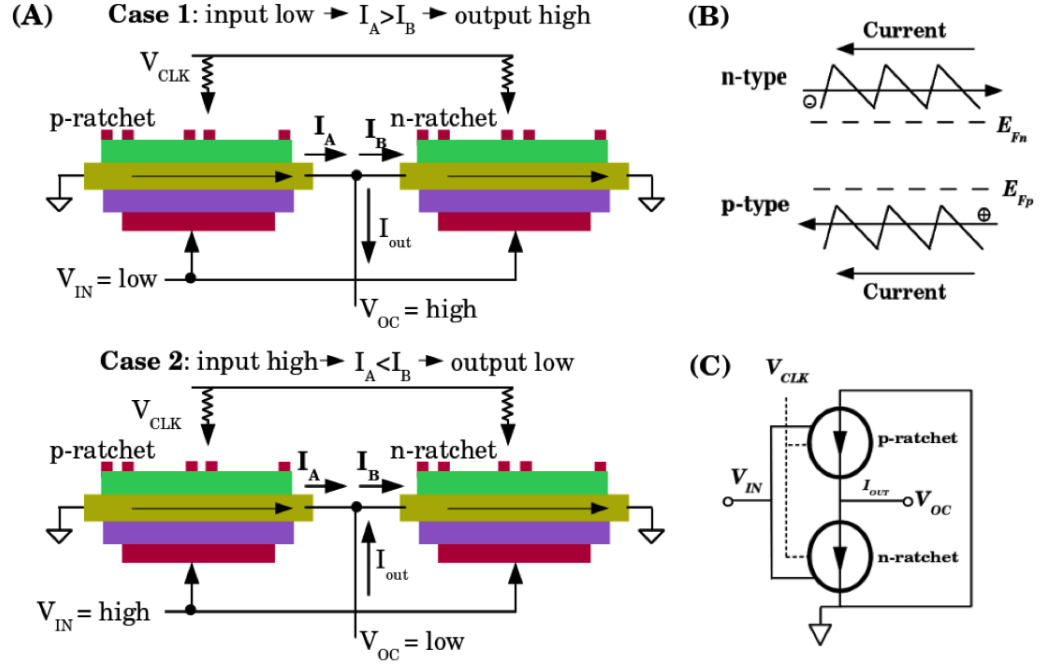 (A) Case 1: input low → I_A>I_B → output high
V_CLK
p-ratchet I_A I_B n-ratchet
I_out
V_IN = low
V_OC = high
Case 2: input high → I_A<I_B → output low
V_CLK
p-ratchet I_A I_B n-ratchet
I_out
V_IN = high
V_OC = low
(B)
Current
n-type
⊖
E_Fn
E_Fp
p-type
⊕
Current
(C)
V_CLK
p-ratchet
V_IN I_OUT V_OC
n-ratchet